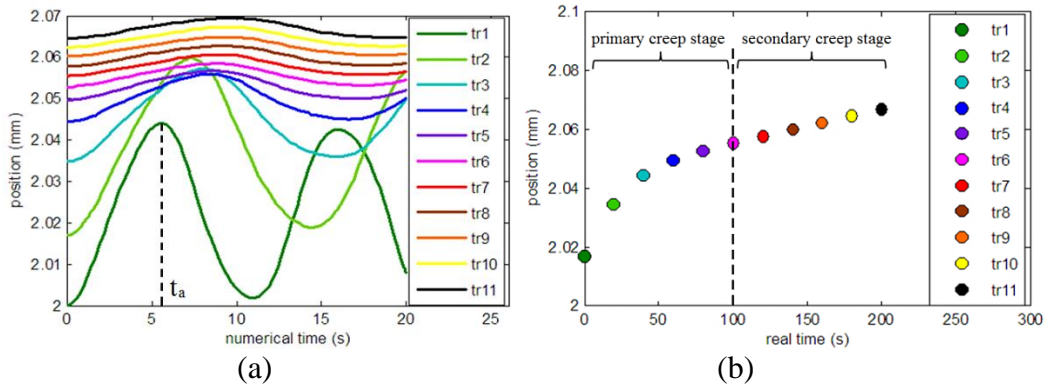 2.07
2.06
2.05
2.04
2.03
2.02
2.01
2
position (mm)
0 5 10 15 20 25
numerical time (s)
tₐ
tr1
tr2
tr3
tr4
tr5
tr6
tr7
tr8
tr9
tr10
tr11
(a)
2.1
2.08
2.06
2.04
2.02
2
position (mm)
primary creep stage secondary creep stage
0 50 100 150 200 250 300
real time (s)
tr1
tr2
tr3
tr4
tr5
tr6
tr7
tr8
tr9
tr10
tr11
(b)